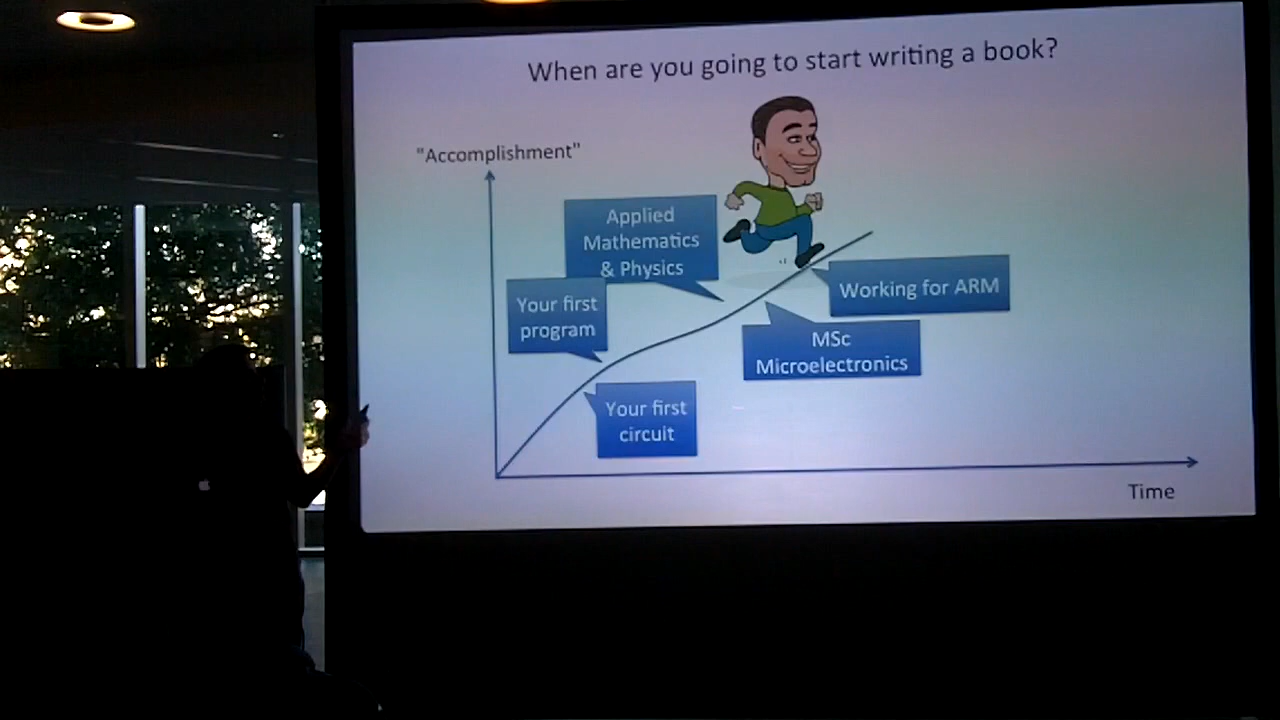 When are you going to start writing a book?
"Accomplishment"
Applied
Mathematics
& Physics
Your first
program
Working for ARM
MSc
Microelectronics
Your first
circuit
Time